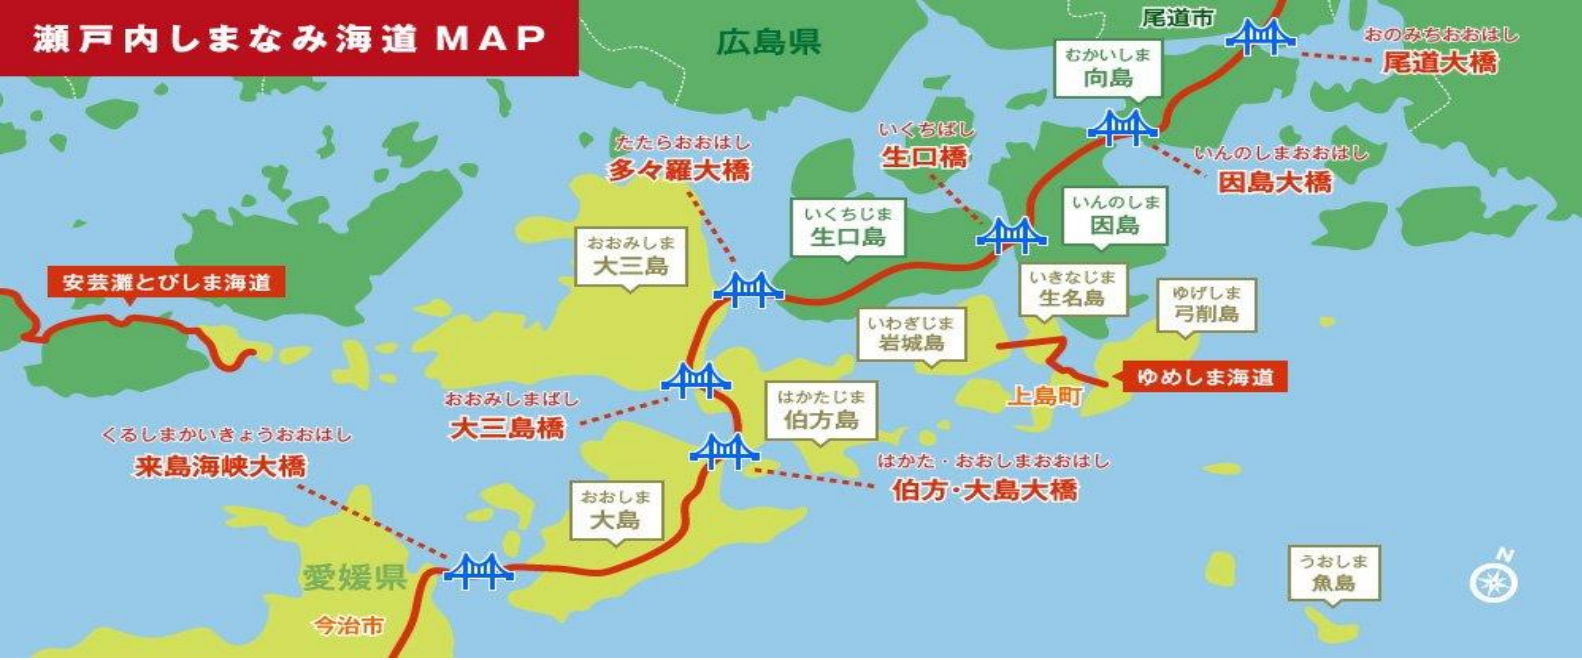 瀬戸内しまなみ海道 MAP
広島県
尾道市
おのみちおおはし
尾道大橋
むかいしま
向島
いんのしまおおはし
因島大橋
いくちばし
生口橋
たたらおおはし
多々羅大橋
いんのしま
因島
いくちじま
生口島
おおみしま
大三島
安芸灘とびしま海道
いきなじま
生名島
ゆげしま
弓削島
いわぎじま
岩城島
ゆめしま海道
上島町
おおみしまばし
大三島橋
はかたじま
伯方島
くるしまかいきょうおおはし
来島海峡大橋
はかた・おおしまおおはし
伯方・大島大橋
おおしま
大島
愛媛県
今治市
うおしま
魚島
N